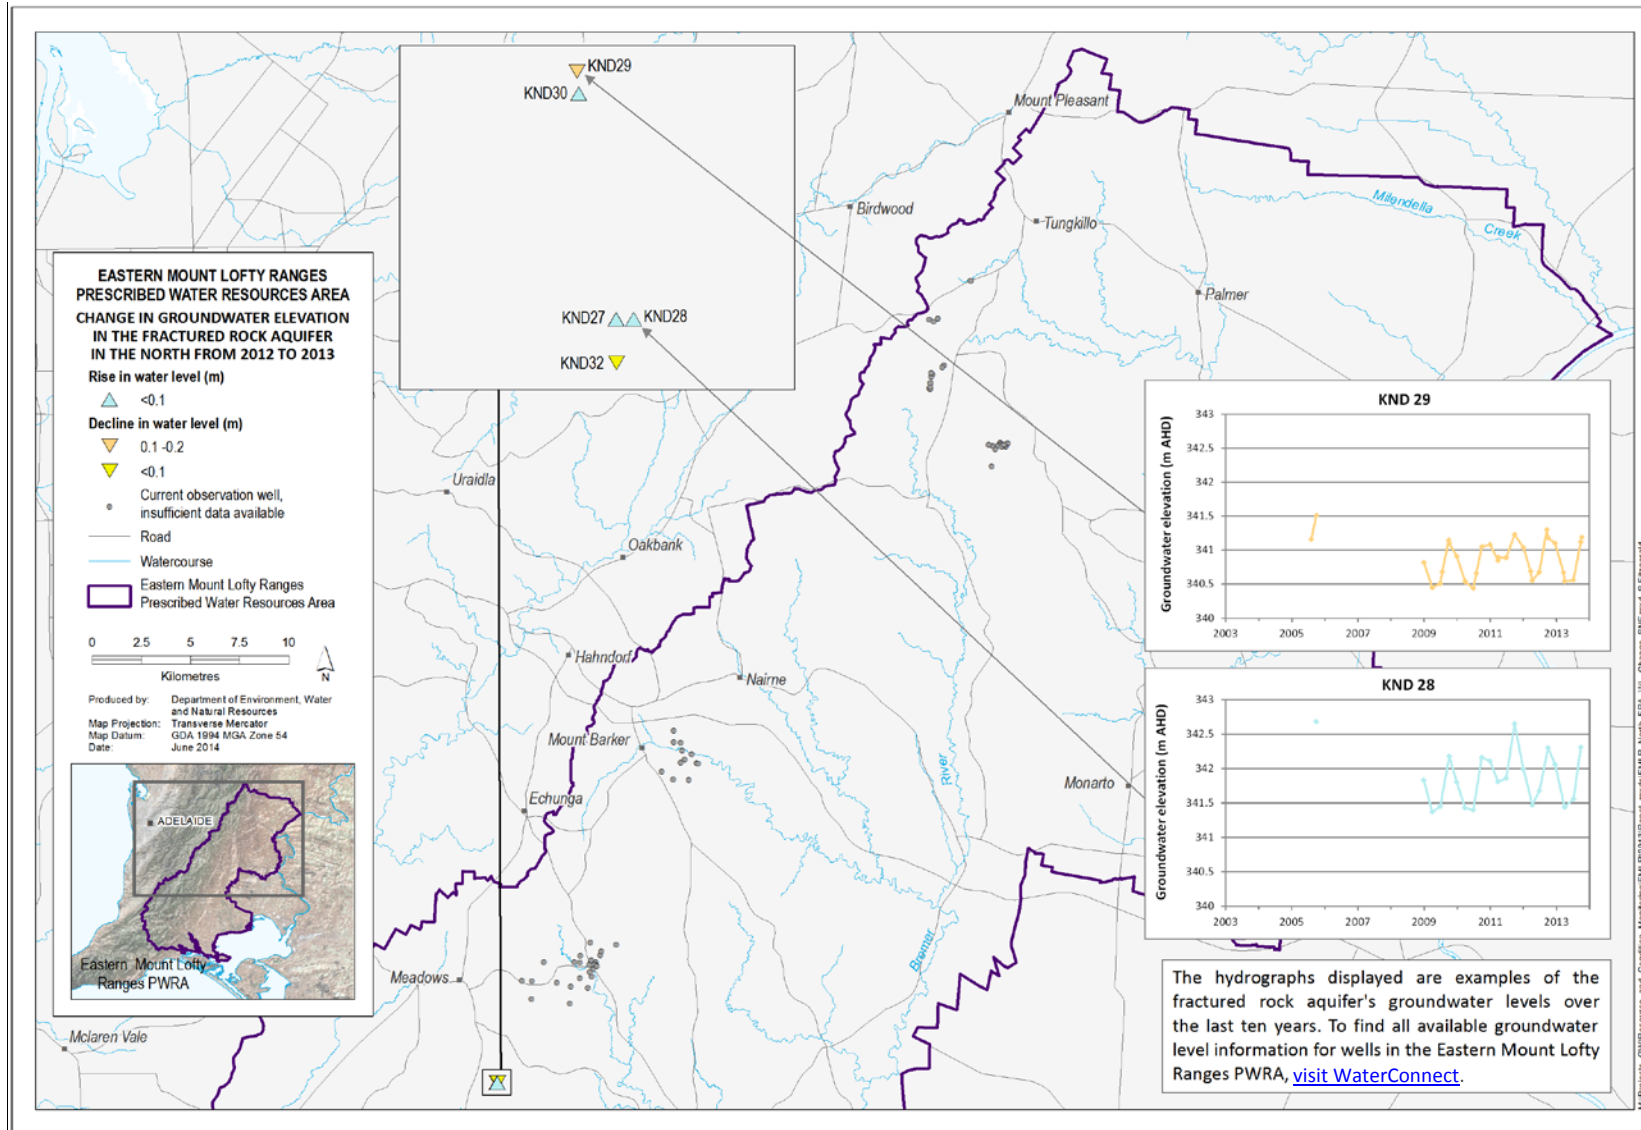 KND29
KND30
KND27
KND28
KND32
Mount Pleasant
Birdwood
Tungkillo
Milendella
Creek
Palmer
Uraidla
Oakbank
Hahndorf
Nairne
Mount Barker
Echunga
Monarto
River
Bremer
Meadows
Mclaren Vale
EASTERN MOUNT LOFTY RANGES
PRESCRIBED WATER RESOURCES AREA
CHANGE IN GROUNDWATER ELEVATION
IN THE FRACTURED ROCK AQUIFER
IN THE NORTH FROM 2012 TO 2013
Rise in water level (m)
<0.1
Decline in water level (m)
0.1 -0.2
<0.1
Current observation well,
insufficient data available
Road
Watercourse
Eastern Mount Lofty Ranges
Prescribed Water Resources Area
0 2.5 5 7.5 10
Kilometres
N
Produced by: Department of Environment, Water
and Natural Resources
Map Projection: Transverse Mercator
Map Datum: GDA 1994 MGA Zone 54
Date: June 2014
ADELAIDE
Eastern Mount Lofty
Ranges PWRA
KND 29
Groundwater elevation (m AHD)
343
342.5
342
341.5
341
340.5
340
2003 2005 2007 2009 2011 2013
KND 28
Groundwater elevation (m AHD)
343
342.5
342
341.5
341
340.5
340
2003 2005 2007 2009 2011 2013
The hydrographs displayed are examples of the
fractured rock aquifer's groundwater levels over
the last ten years. To find all available groundwater
level information for wells in the Eastern Mount Lofty
Ranges PWRA, visit WaterConnect.